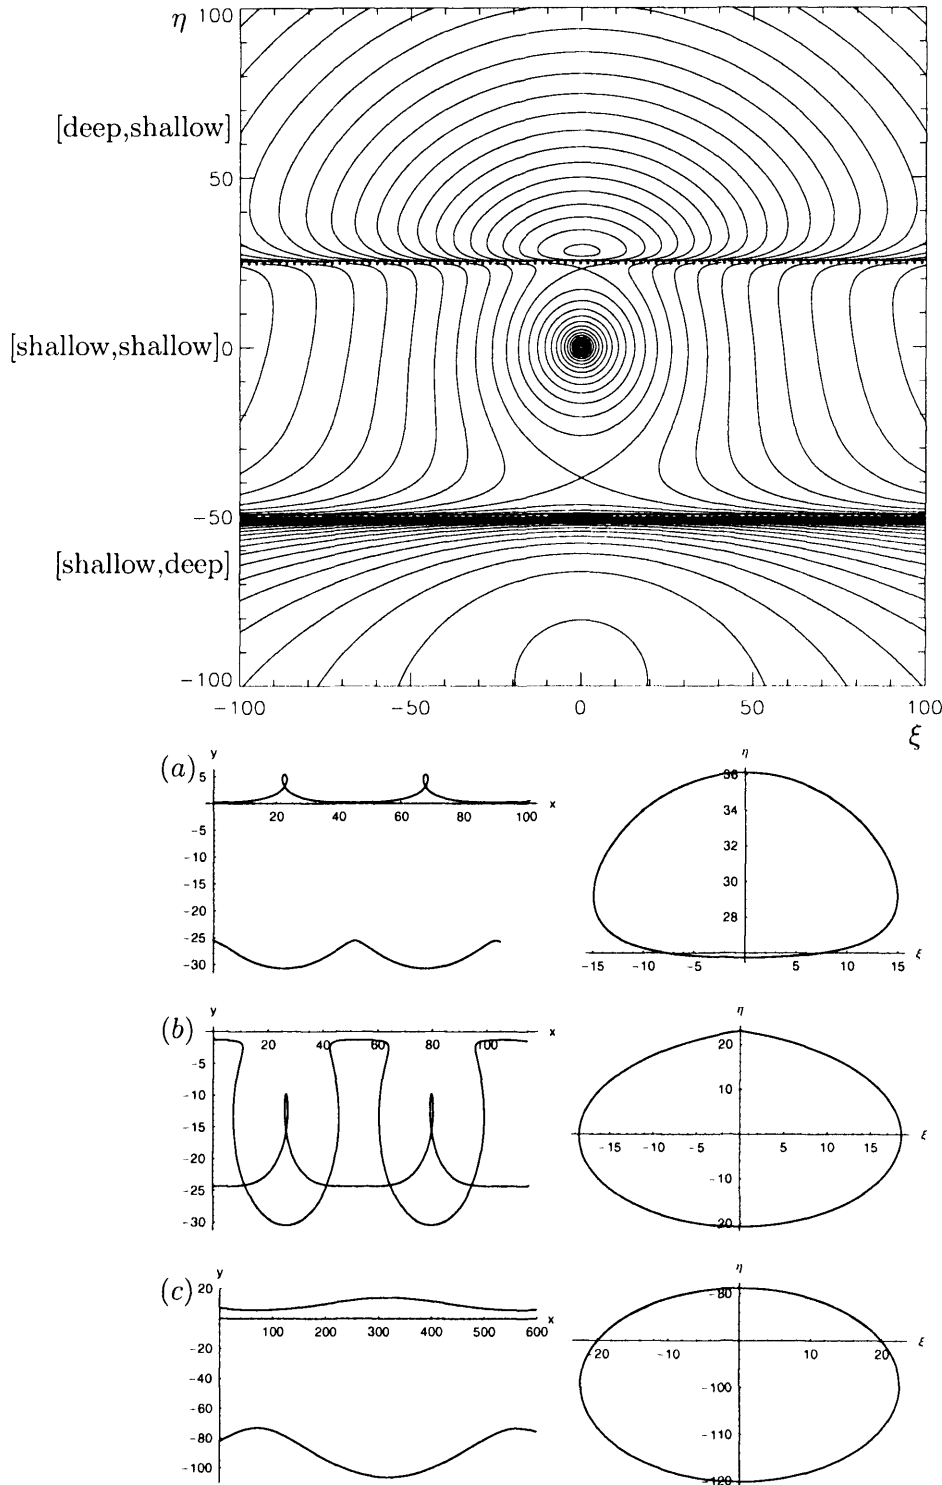 η
100
[deep,shallow]
50
[shallow,shallow]
0
−50
[shallow,deep]
−100
−100 −50 0 50 100
ξ
(a)
y
5
-5
-10
-15
-20
-25
-30
20 40 60 80 100
x
η
36
34
32
30
28
-15 -10 5 10 15
ξ
(b)
y
20 40 60 80 100
x
-5
-10
-15
-20
-25
-30
η
20
10
-15 -10 -5 5 10 15
ξ
-10
-20
(c)
y
20
100 200 300 400 500 600
x
-20
-40
-60
-80
-100
η
-80
-20 -10 10 20
ξ
-100
-110
-120